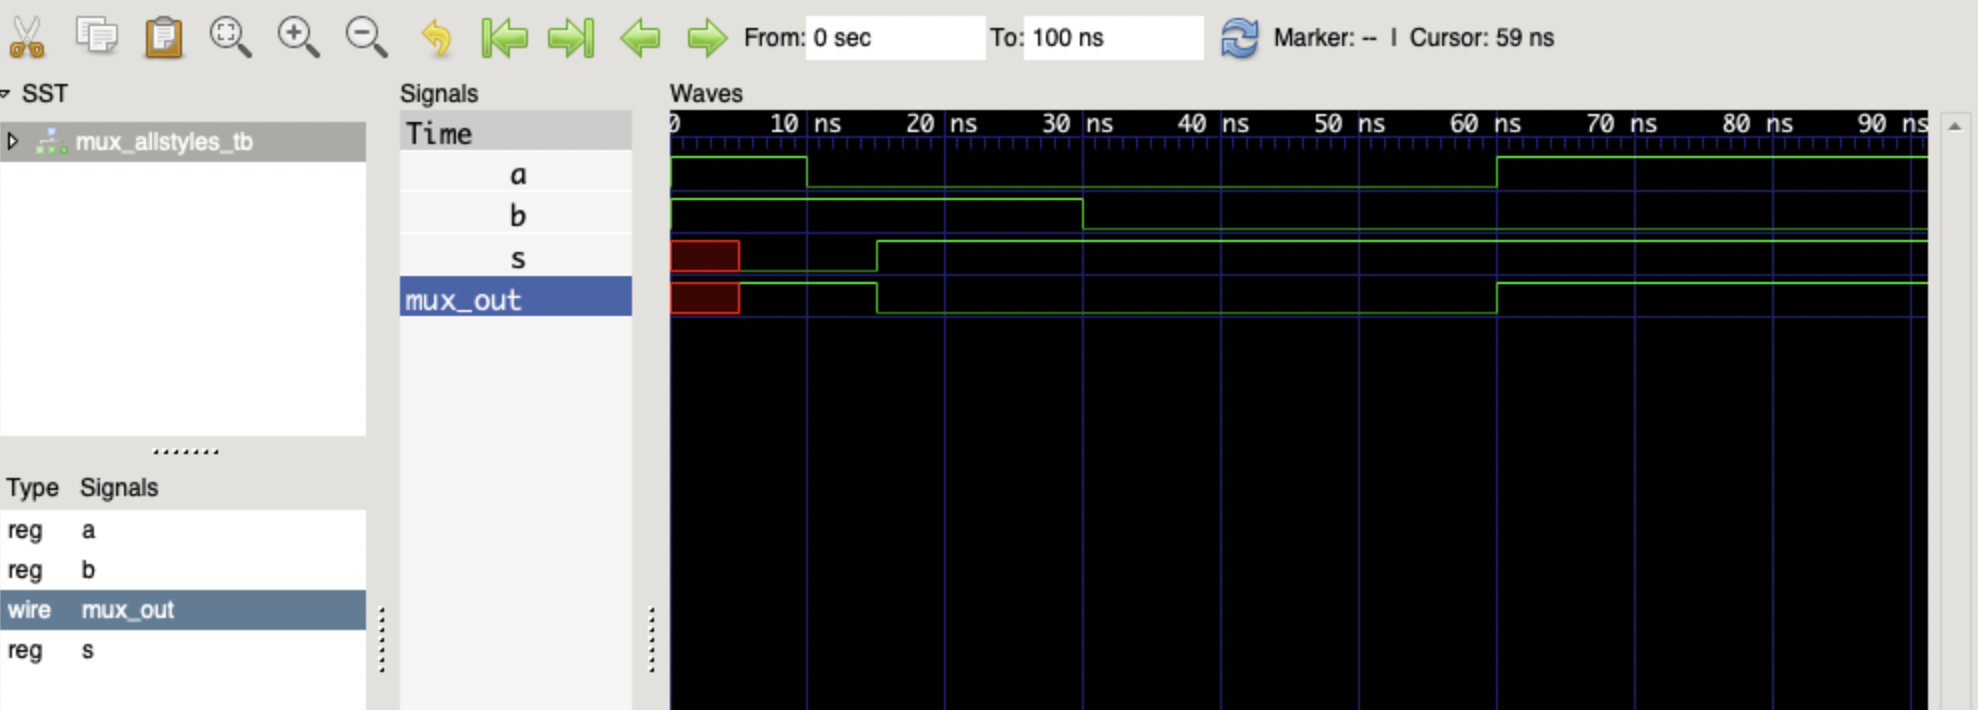 From: 0 sec To: 100 ns Marker: -- | Cursor: 59 ns
SST
mux_allstyles_tb
Type Signals
reg a
reg b
wire mux_out
reg s
Signals
Time
a
b
s
mux_out
Waves
0 10 ns 20 ns 30 ns 40 ns 50 ns 60 ns 70 ns 80 ns 90 ns